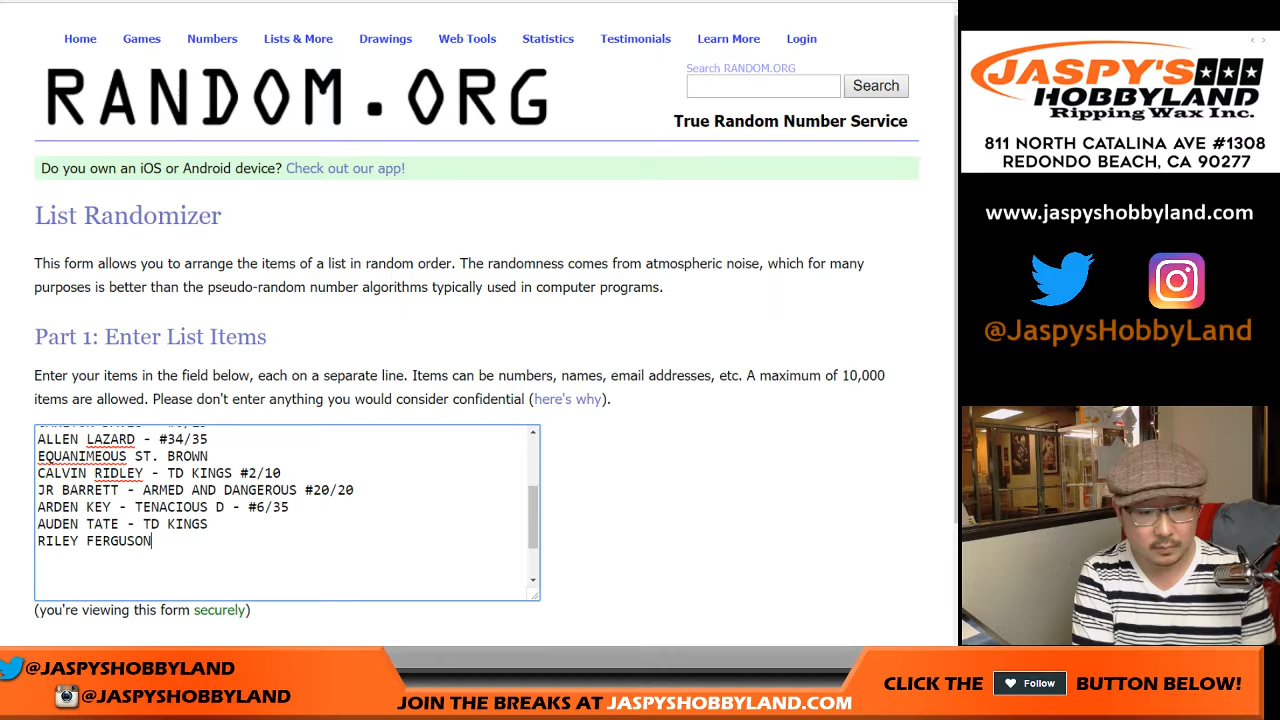 Home Games Numbers Lists & More Drawings Web Tools Statistics Testimonials Learn More Login
RANDOM.ORG
Search RANDOM.ORG
Search
True Random Number Service
Do you own an iOS or Android device? Check out our app!
List Randomizer
This form allows you to arrange the items of a list in random order. The randomness comes from atmospheric noise, which for many
purposes is better than the pseudo-random number algorithms typically used in computer programs.
Part 1: Enter List Items
Enter your items in the field below, each on a separate line. Items can be numbers, names, email addresses, etc. A maximum of 10,000
items are allowed. Please don't enter anything you would consider confidential (here's why).
ALLEN LAZARD - #34/35
EQUANIMEOUS ST. BROWN
CALVIN RIDLEY - TD KINGS #2/10
JR BARRETT - ARMED AND DANGEROUS #20/20
ARDEN KEY - TENACIOUS D - #6/35
AUDEN TATE - TD KINGS
RILEY FERGUSON
(you're viewing this form securely)
JASPY'S
HOBBYLAND
Ripping Wax Inc.
811 NORTH CATALINA AVE #1308
REDONDO BEACH, CA 90277
www.jaspyshobbyland.com
@JaspysHobbyLand
@JASPYSHOBBYLAND
@JASPYSHOBBYLAND
JOIN THE BREAKS AT JASPYSHOBBYLAND.COM
CLICK THE Follow BUTTON BELOW!